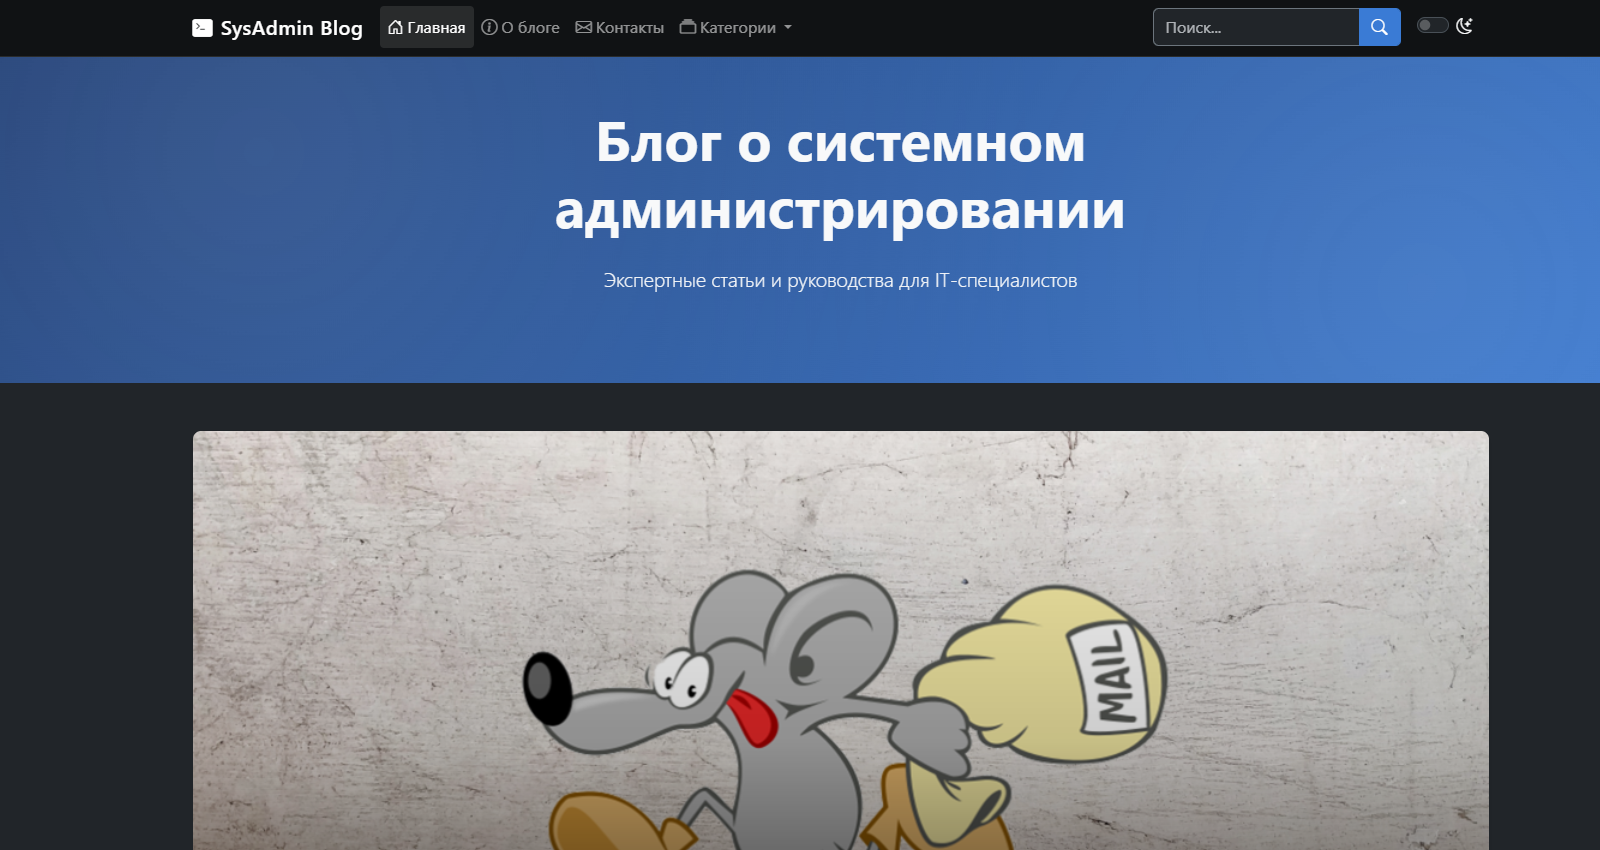 SysAdmin Blog
Главная
О блоге
Контакты
Категории
Поиск...
Блог о системном
администрировании
Экспертные статьи и руководства для IT-специалистов
MAIL